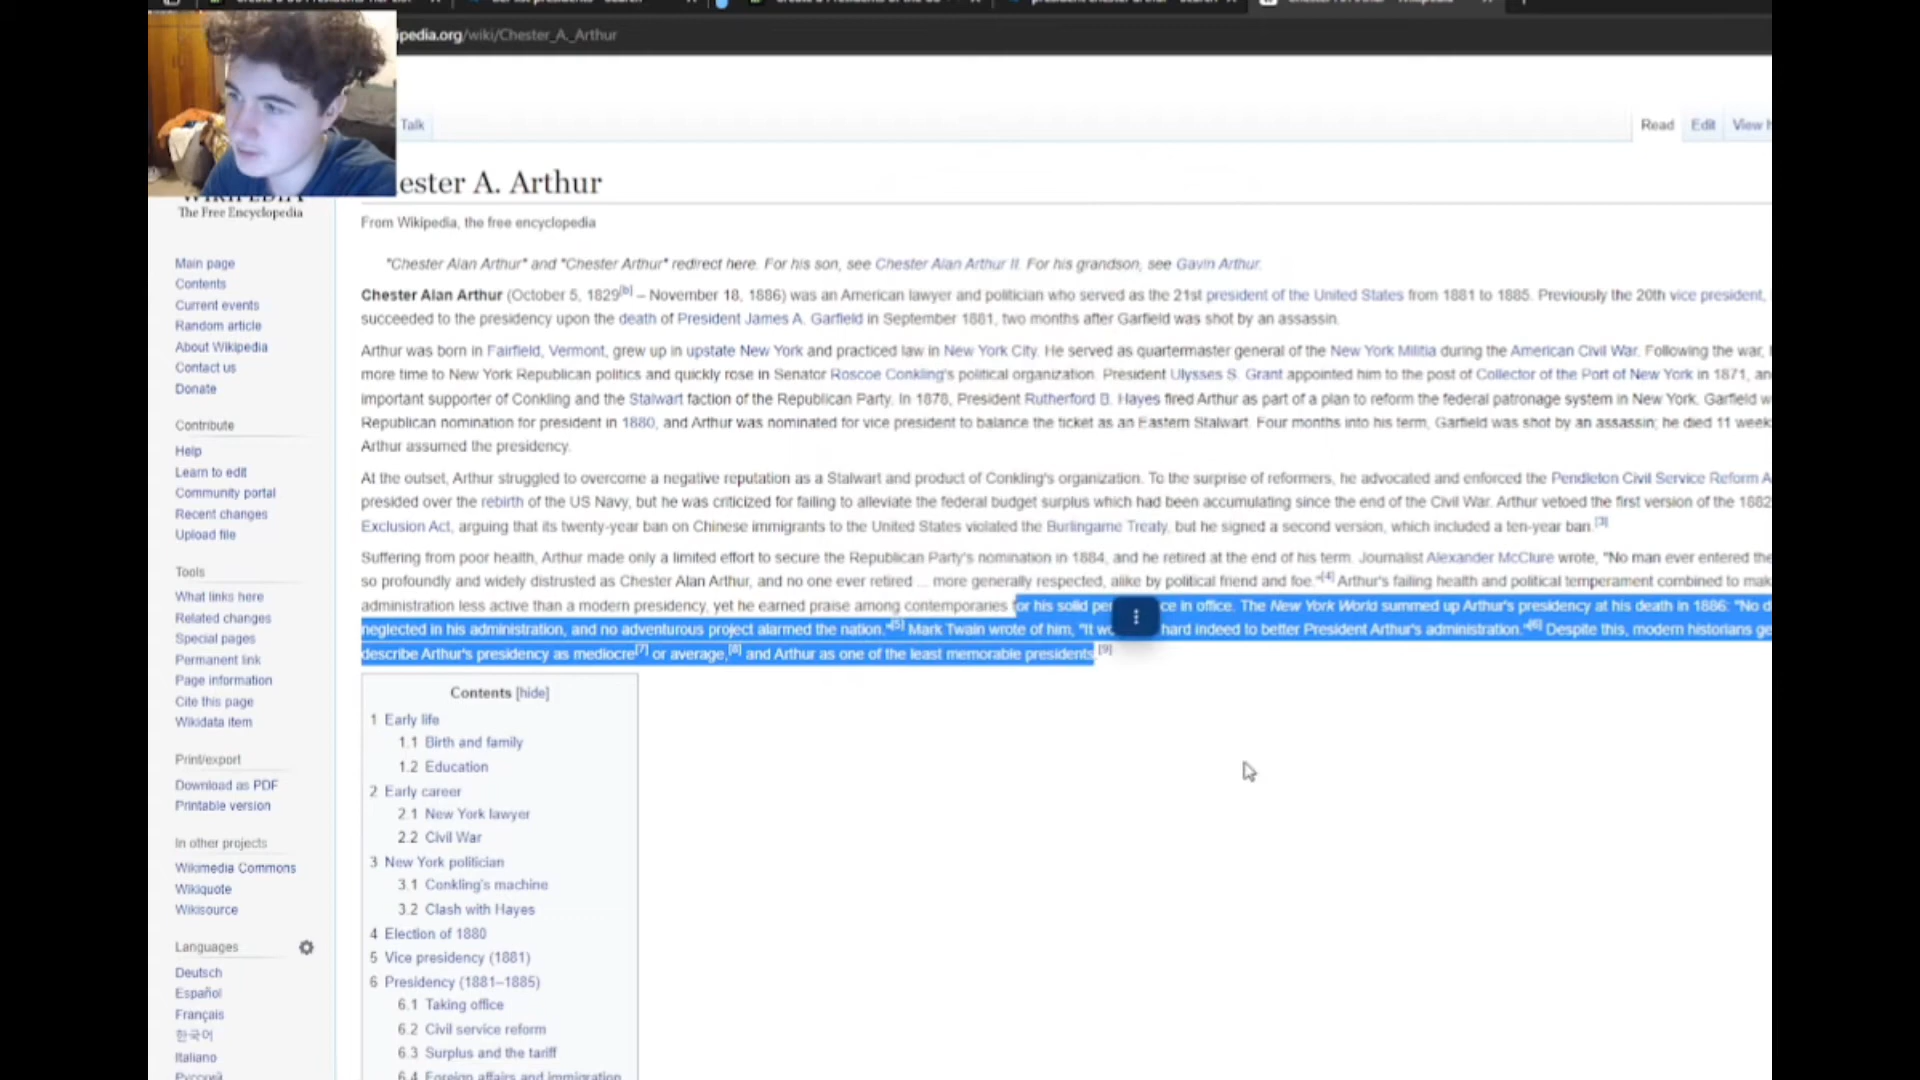 ipedia.org/wiki/Chester_A._Arthur
Talk
Read Edit View
ester A. Arthur
The Free Encyclopedia
From Wikipedia, the free encyclopedia
"Chester Alan Arthur" and "Chester Arthur" redirect here. For his son, see Chester Alan Arthur II. For his grandson, see Gavin Arthur.
Chester Alan Arthur (October 5, 1829[b] – November 18, 1886) was an American lawyer and politician who served as the 21st president of the United States from 1881 to 1885. Previously the 20th vice president,
succeeded to the presidency upon the death of President James A. Garfield in September 1881, two months after Garfield was shot by an assassin.
Arthur was born in Fairfield, Vermont, grew up in upstate New York and practiced law in New York City. He served as quartermaster general of the New York Militia during the American Civil War. Following the war,
more time to New York Republican politics and quickly rose in Senator Roscoe Conkling's political organization. President Ulysses S. Grant appointed him to the post of Collector of the Port of New York in 1871, an
important supporter of Conkling and the Stalwart faction of the Republican Party. In 1878, President Rutherford B. Hayes fired Arthur as part of a plan to reform the federal patronage system in New York. Garfield w
Republican nomination for president in 1880, and Arthur was nominated for vice president to balance the ticket as an Eastern Stalwart. Four months into his term, Garfield was shot by an assassin; he died 11 week
Arthur assumed the presidency.
At the outset, Arthur struggled to overcome a negative reputation as a Stalwart and product of Conkling's organization. To the surprise of reformers, he advocated and enforced the Pendleton Civil Service Reform A
presided over the rebirth of the US Navy, but he was criticized for failing to alleviate the federal budget surplus which had been accumulating since the end of the Civil War. Arthur vetoed the first version of the 1882
Exclusion Act, arguing that its twenty-year ban on Chinese immigrants to the United States violated the Burlingame Treaty, but he signed a second version, which included a ten-year ban.[3]
Suffering from poor health, Arthur made only a limited effort to secure the Republican Party's nomination in 1884, and he retired at the end of his term. Journalist Alexander McClure wrote, "No man ever entered the
so profoundly and widely distrusted as Chester Alan Arthur, and no one ever retired ... more generally respected, alike by political friend and foe."[4] Arthur's failing health and political temperament combined to mak
administration less active than a modern presidency, yet he earned praise among contemporaries for his solid per ce in office. The New York World summed up Arthur's presidency at his death in 1886: "No d
neglected in his administration, and no adventurous project alarmed the nation."[5] Mark Twain wrote of him, "It wo hard indeed to better President Arthur's administration."[6] Despite this, modern historians ge
describe Arthur's presidency as mediocre[7] or average,[8] and Arthur as one of the least memorable presidents.[9]
Main page
Contents
Current events
Random article
About Wikipedia
Contact us
Donate
Contribute
Help
Learn to edit
Community portal
Recent changes
Upload file
Tools
What links here
Related changes
Special pages
Permanent link
Page information
Cite this page
Wikidata item
Print/export
Download as PDF
Printable version
In other projects
Wikimedia Commons
Wikiquote
Wikisource
Languages
Deutsch
Español
Français
한국어
Italiano
Русский
Contents [hide]
1 Early life
1.1 Birth and family
1.2 Education
2 Early career
2.1 New York lawyer
2.2 Civil War
3 New York politician
3.1 Conkling's machine
3.2 Clash with Hayes
4 Election of 1880
5 Vice presidency (1881)
6 Presidency (1881–1885)
6.1 Taking office
6.2 Civil service reform
6.3 Surplus and the tariff
6.4 Foreign affairs and immigration